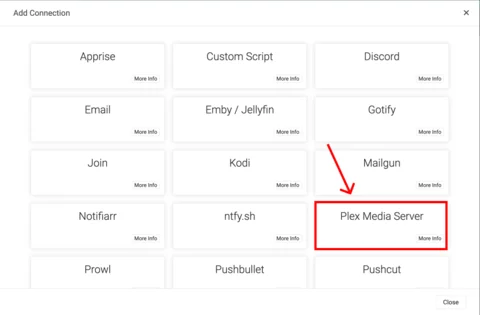 Add Connection
×
Apprise
Custom Script
Discord
More Info
More Info
More Info
Email
Emby / Jellyfin
Gotify
More Info
More Info
More Info
Join
Kodi
Mailgun
More Info
More Info
More Info
Notifiarr
ntfy.sh
Plex Media Server
More Info
More Info
More Info
Prowl
Pushbullet
Pushcut
Close